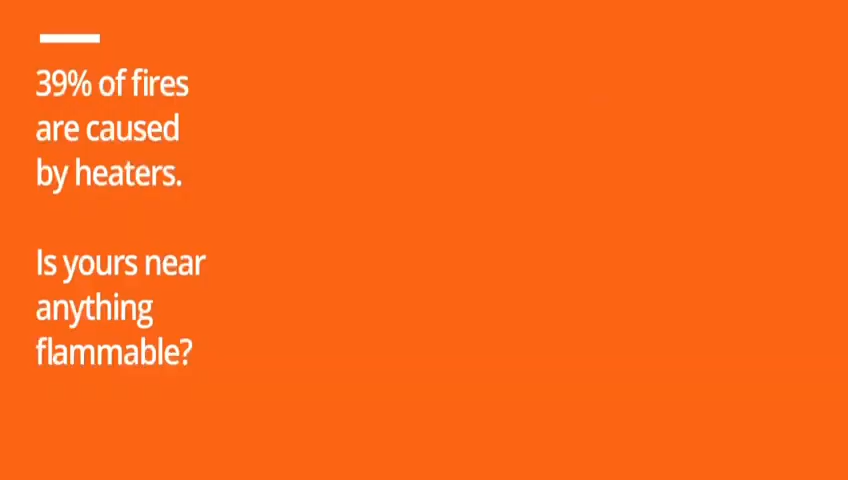 39% of fires
are caused
by heaters.
Is yours near
anything
flammable?